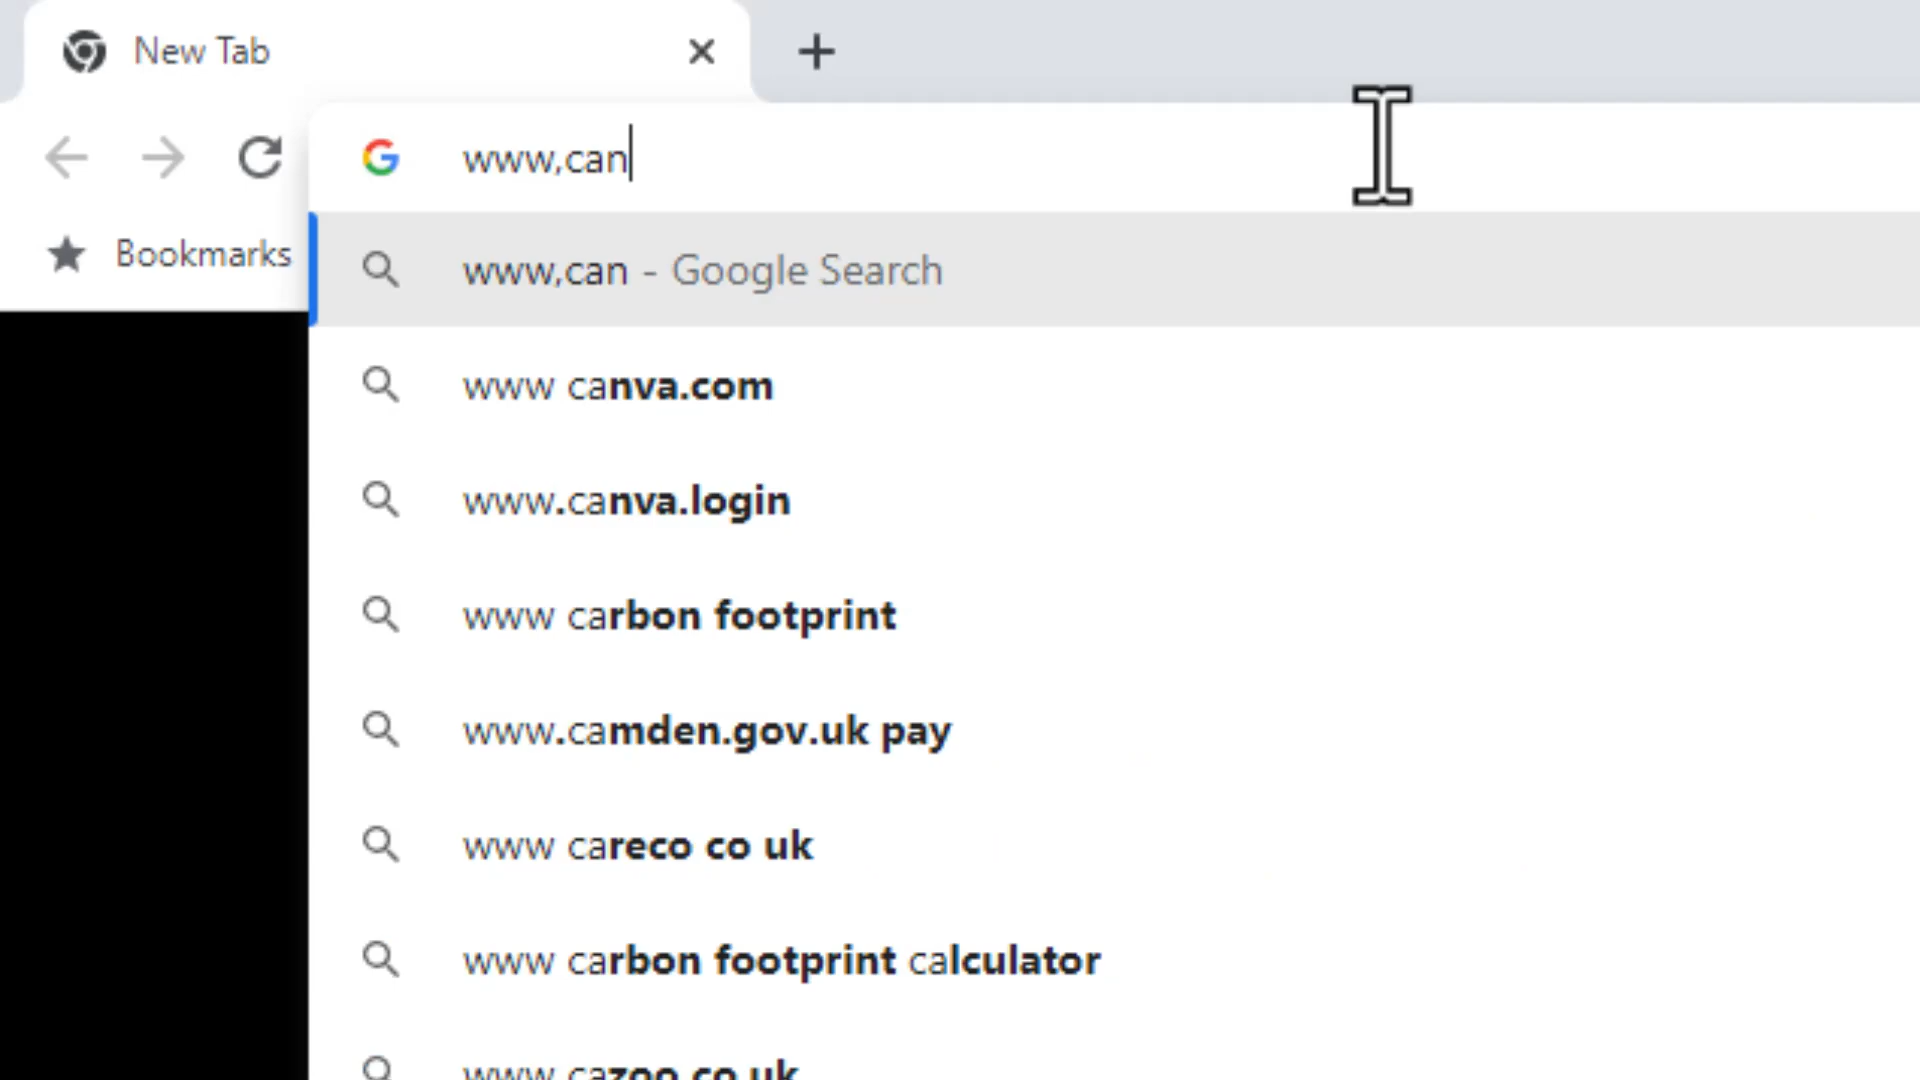 New Tab
www,can
Bookmarks
www,can - Google Search
www canva.com
www.canva.login
www carbon footprint
www.camden.gov.uk pay
www careco co uk
www carbon footprint calculator
www cazoo co uk